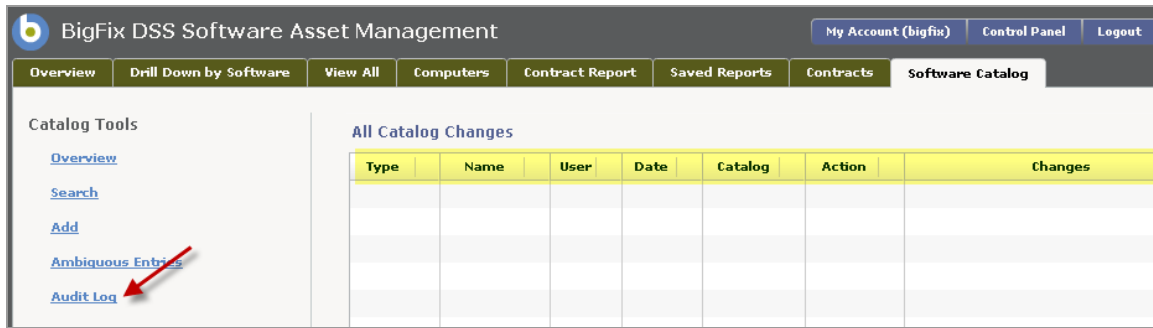 BigFix DSS Software Asset Management
My Account (bigfix) Control Panel Logout
Overview Drill Down by Software View All Computers Contract Report Saved Reports Contracts Software Catalog
Catalog Tools
Overview
Search
Add
Ambiguous Entries
Audit Log
All Catalog Changes
Type Name User Date Catalog Action Changes